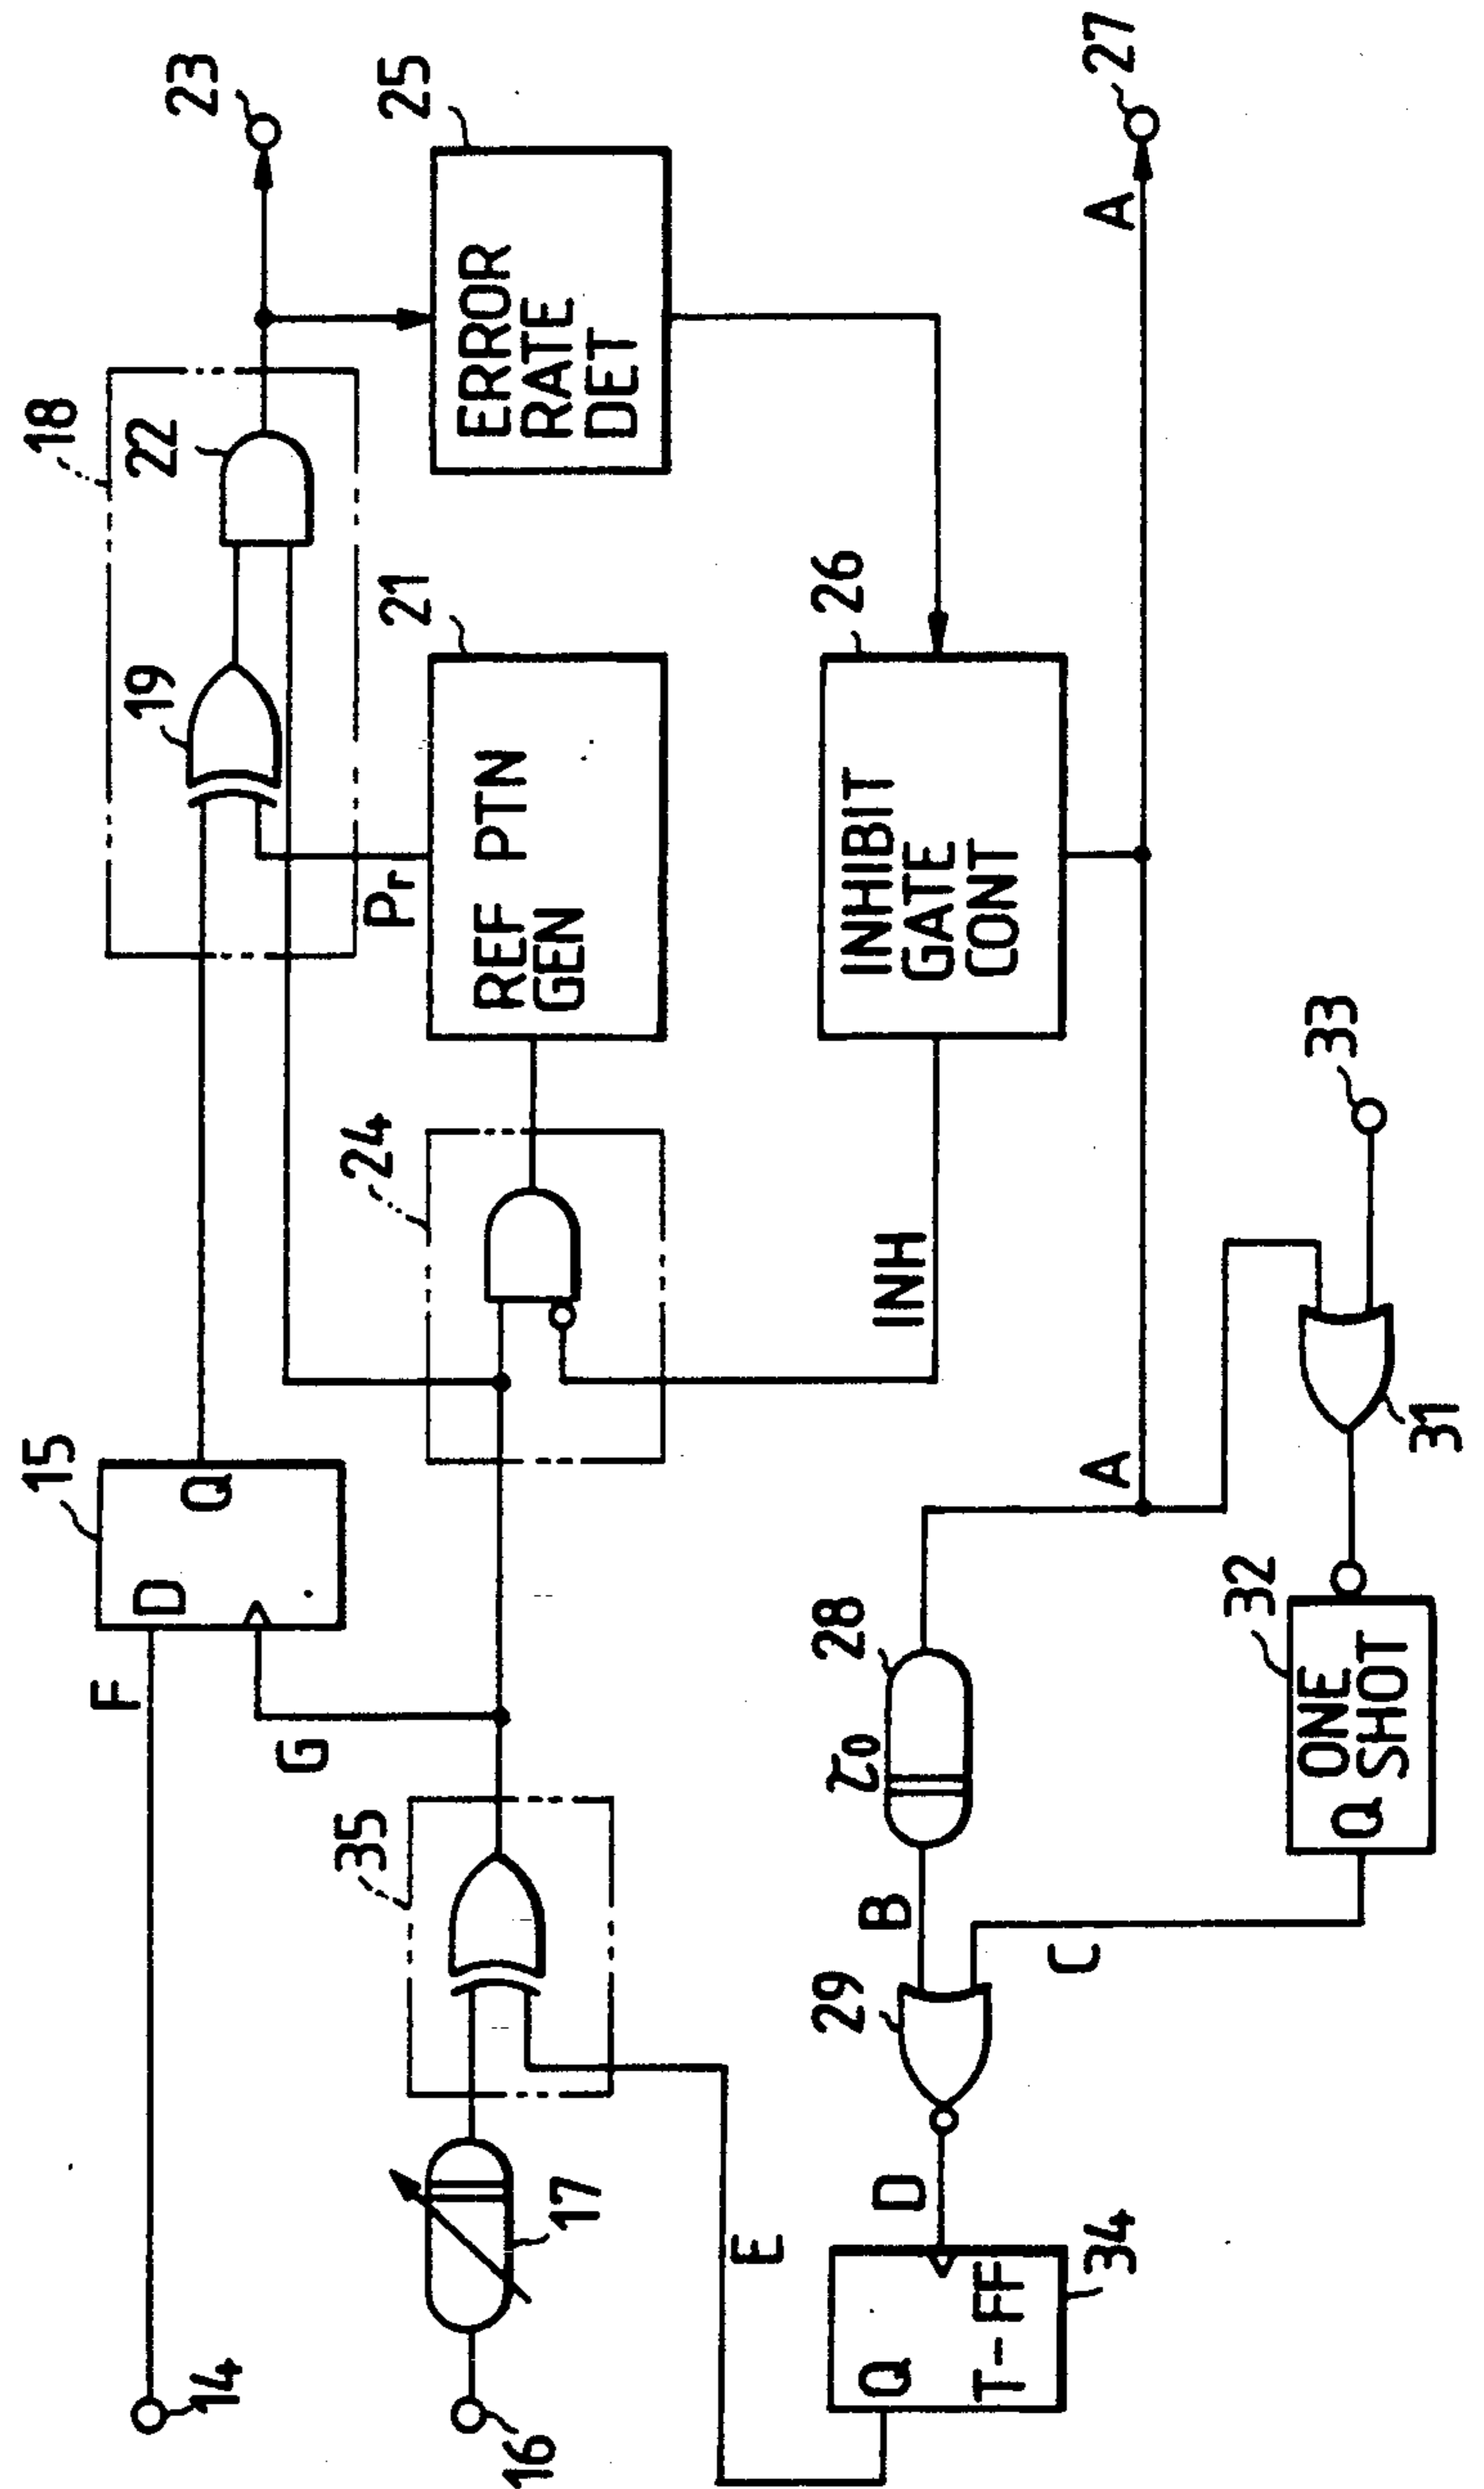 14
F
D
Q
15
18
19
22
23
G
16
17
35
24
Pr
21
REF PTN
GEN
25
ERROR
RATE
DET
E
INH
26
INHIBIT
GATE
CONT
Q
T-FF
34
D
29
B
C
τ0
28
A
A
27
Q
ONE
SHOT
32
31
33